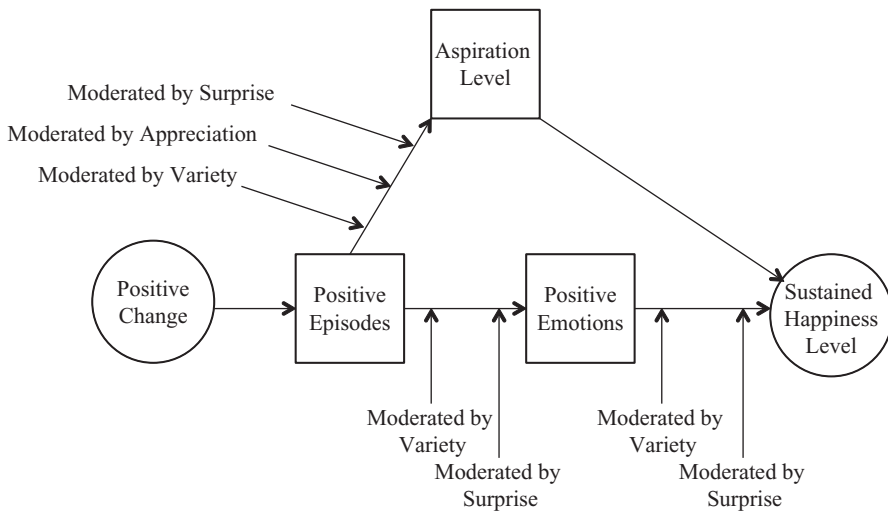 Aspiration
Level
Moderated by Surprise
Moderated by Appreciation
Moderated by Variety
Positive
Change
Positive
Episodes
Positive
Emotions
Sustained
Happiness
Level
Moderated by
Variety
Moderated by
Surprise
Moderated by
Variety
Moderated by
Surprise